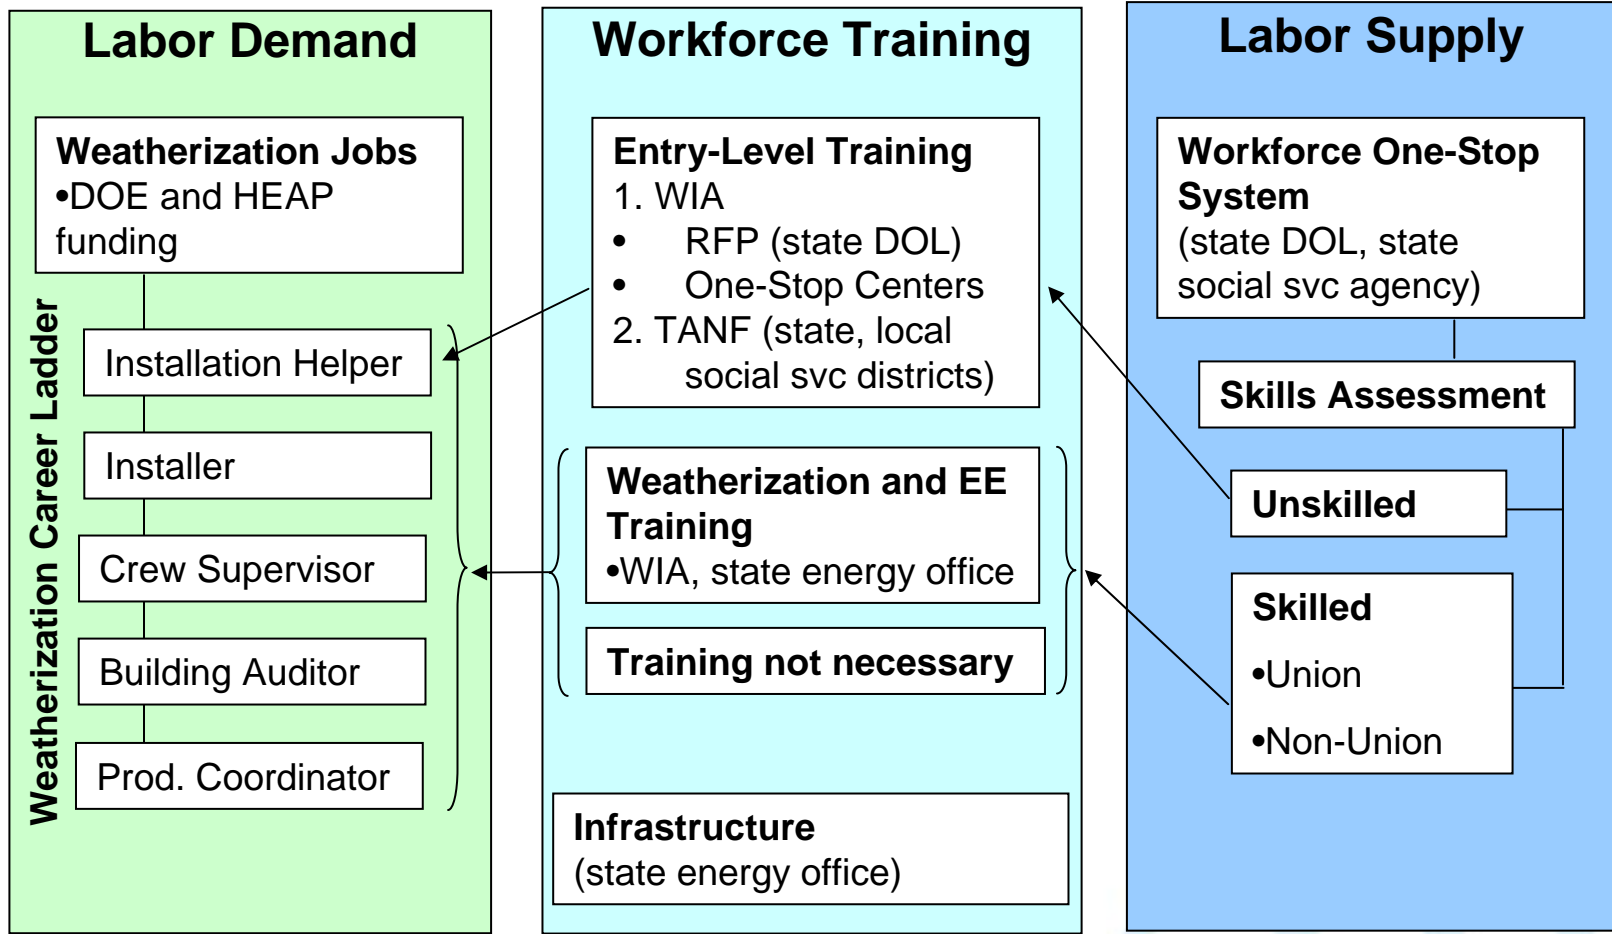 Labor Demand
Weatherization Jobs
•DOE and HEAP
funding
Weatherization Career Ladder
Installation Helper
Installer
Crew Supervisor
Building Auditor
Prod. Coordinator
Workforce Training
Entry-Level Training
1. WIA
• RFP (state DOL)
• One-Stop Centers
2. TANF (state, local
social svc districts)
Weatherization and EE
Training
•WIA, state energy office
Training not necessary
Infrastructure
(state energy office)
Labor Supply
Workforce One-Stop
System
(state DOL, state
social svc agency)
Skills Assessment
Unskilled
Skilled
•Union
•Non-Union